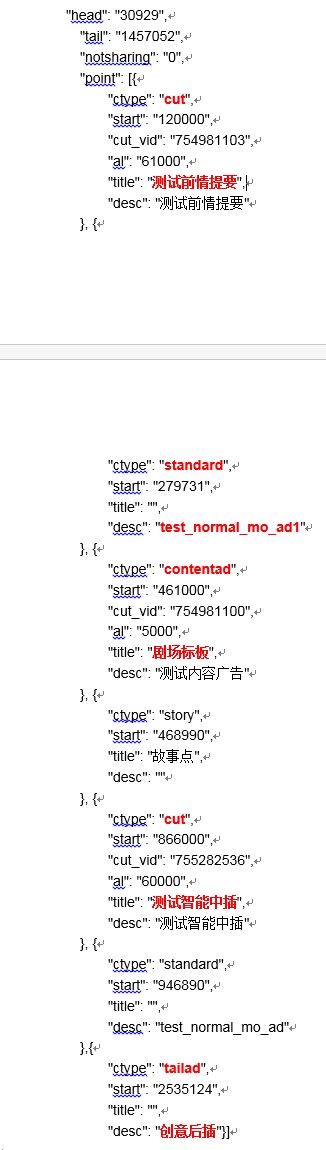 "head": "30929",
"tail": "1457052",
"notsharing": "0",
"point": [{
"ctype": "cut",
"start": "120000",
"cut_vid": "754981103",
"al": "61000",
"title": "测试前情提要",
"desc": "测试前情提要"
}, {
"ctype": "standard",
"start": "279731",
"title": "",
"desc": "test_normal_mo_ad1"
}, {
"ctype": "contentad",
"start": "461000",
"cut_vid": "754981100",
"al": "5000",
"title": "剧场标板",
"desc": "测试内容广告"
}, {
"ctype": "story",
"start": "468990",
"title": "故事点",
"desc": ""
}, {
"ctype": "cut",
"start": "866000",
"cut_vid": "755282536",
"al": "60000",
"title": "测试智能中插",
"desc": "测试智能中插"
}, {
"ctype": "standard",
"start": "946890",
"title": "",
"desc": "test_normal_mo_ad"
},{
"ctype": "tailad",
"start": "2535124",
"title": "",
"desc": "创意后插"}]